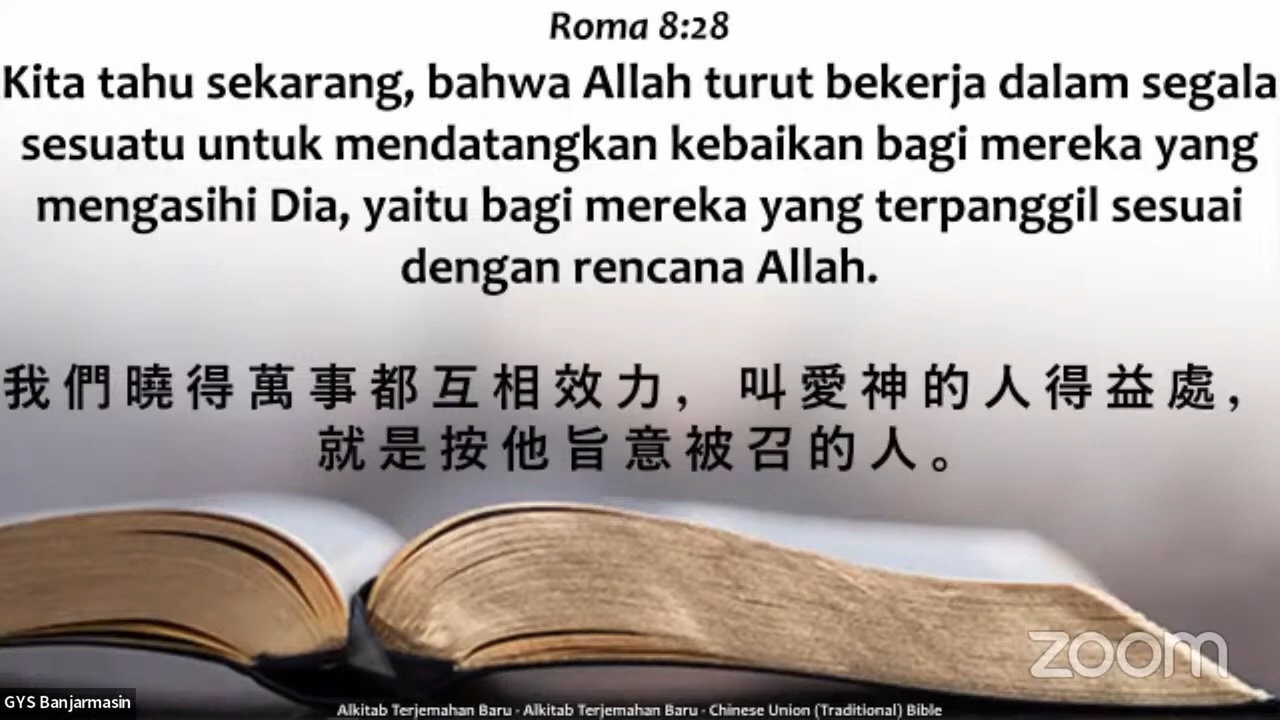 Roma 8:28
Kita tahu sekarang, bahwa Allah turut bekerja dalam segala
sesuatu untuk mendatangkan kebaikan bagi mereka yang
mengasihi Dia, yaitu bagi mereka yang terpanggil sesuai
dengan rencana Allah.
我們曉得萬事都互相效力，叫愛神的人得益處，
就是按他旨意被召的人。
zoom
GYS Banjarmasin
Alkitab Terjemahan Baru - Alkitab Terjemahan Baru - Chinese Union (Traditional) Bible